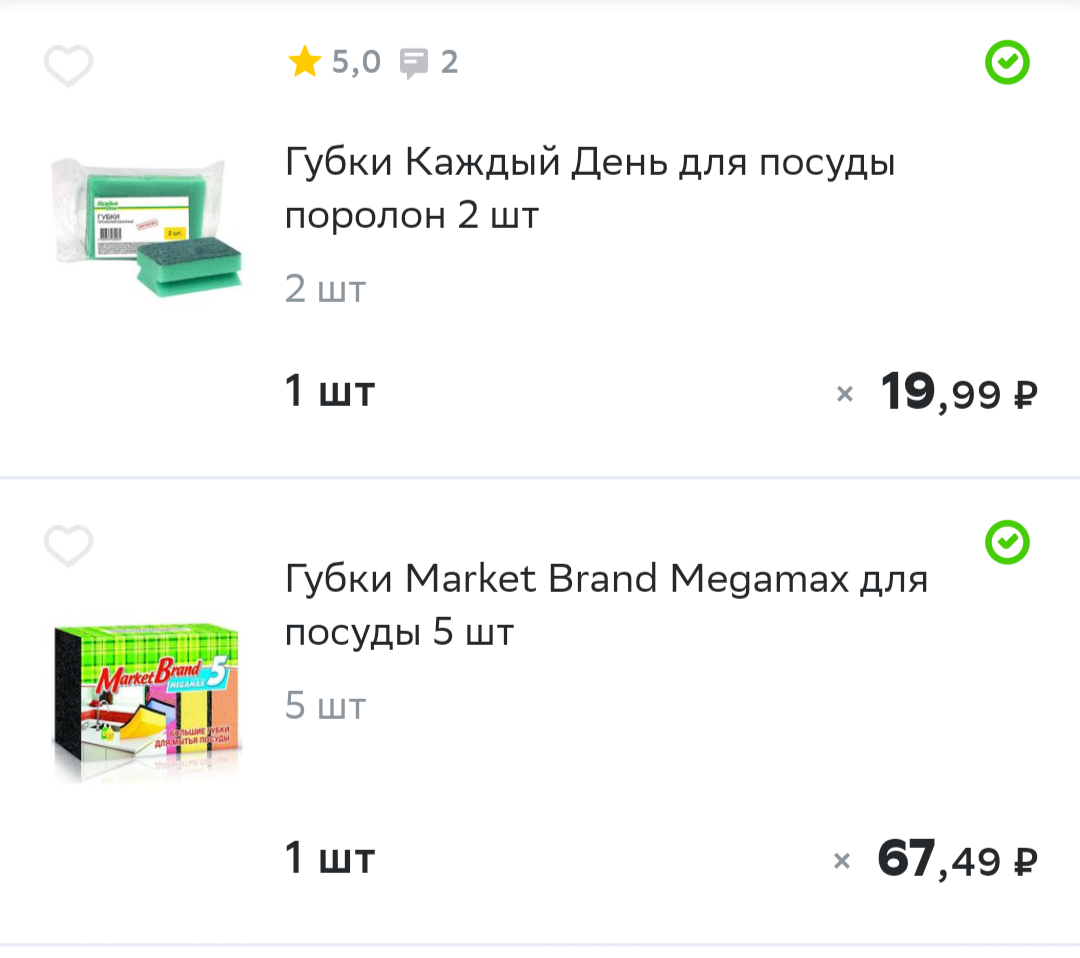 5,0 2
Губки Каждый День для посуды
поролон 2 шт
ГУБКИ
2 шт
1 шт × 19,99 ₽
Губки Market Brand Megamax для
посуды 5 шт
Market Brand 5
MEGAMAX
БОЛЬШИЕ ГУБКИ
ДЛЯ МЫТЬЯ ПОСУДЫ
5 шт
1 шт × 67,49 ₽